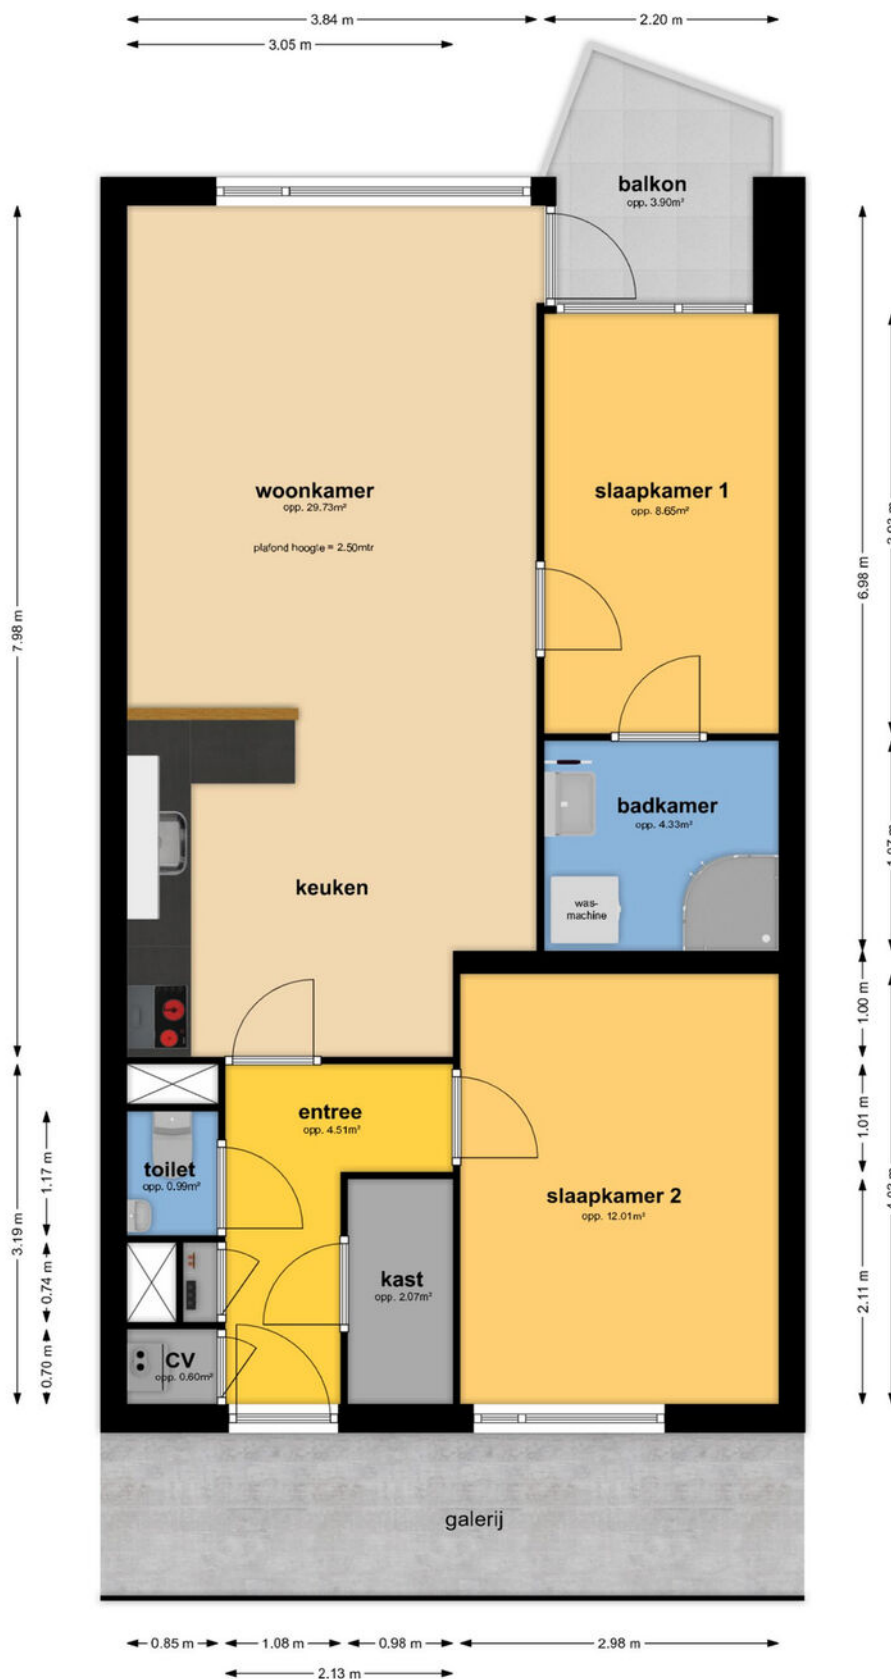 3.84 m
2.20 m
3.05 m
balkon
opp. 3.90m²
woonkamer
opp. 29.73m²
plafond hoogte = 2.50mtr
slaapkamer 1
opp. 8.65m²
7.98 m
6.98 m
badkamer
opp. 4.33m²
was-
machine
keuken
1.00 m
entree
opp. 4.51m²
1.01 m
toilet
opp. 0.99m²
1.17 m
3.19 m
slaapkamer 2
opp. 12.01m²
kast
opp. 2.07m²
0.74 m
2.11 m
CV
opp. 0.60m²
0.70 m
galerij
0.85 m
1.08 m
0.98 m
2.98 m
2.13 m